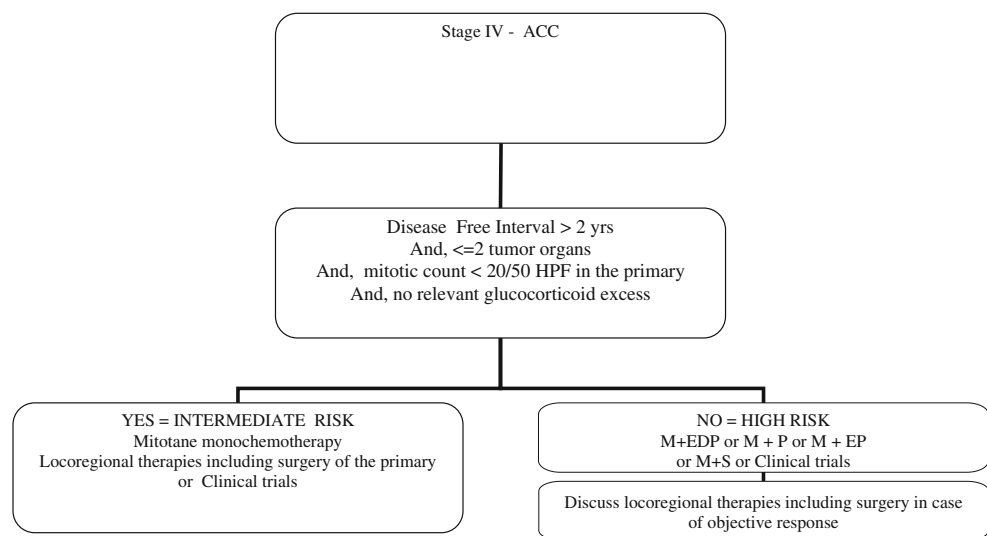 Stage IV - ACC
Disease Free Interval > 2 yrs
And, <=2 tumor organs
And, mitotic count < 20/50 HPF in the primary
And, no relevant glucocorticoid excess
YES = INTERMEDIATE RISK
Mitotane monochemotherapy
Locoregional therapies including surgery of the primary
or Clinical trials
NO = HIGH RISK
M+EDP or M + P or M + EP
or M+S or Clinical trials
Discuss locoregional therapies including surgery in case
of objective response